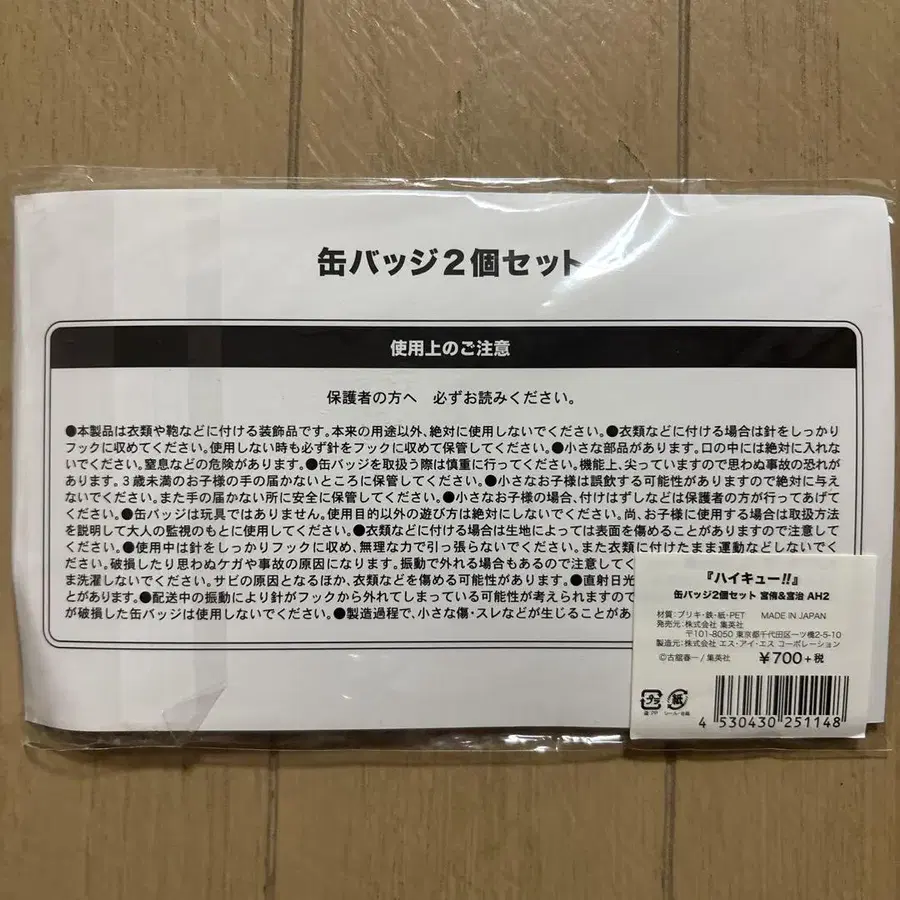 缶バッジ2個セット
使用上のご注意
保護者の方へ 必ずお読みください。
●本製品は衣類や鞄などに付ける装飾品です。本来の用途以外、絶対に使用しないでください。●衣類などに付ける場合は針をしっかり
フックに収めてください。使用しない時も必ず針をフックに収めて保管してください。●小さな部品があります。口の中には絶対に入れな
いでください。窒息などの危険があります。●缶バッジを取扱う際は慎重に行ってください。機能上、尖っていますので思わぬ事故の恐れが
あります。3歳未満のお子様の手の届かないところに保管してください。●小さなお子様は誤飲する可能性がありますので絶対に与え
ないでください。また手の届かない所に安全に保管してください。●小さなお子様の場合、付けはずしなどは保護者の方が行ってあげて
ください。●缶バッジは玩具ではありません。使用目的以外の遊び方は絶対にしないでください。尚、お子様に使用する場合は取扱方法
を説明して大人の監視のもとに使用してください。●衣類などに付ける場合は生地によっては表面を傷めることがありますので注意して
ください。●使用中は針をしっかりフックに収め、無理な力で引っ張らないでください。また衣類に付けたまま運動などしないでく
ださい。破損したり思わぬケガや事故の原因になります。振動で外れる場合もあるので注意してく
ま洗濯しないでください。サビの原因となるほか、衣類などを傷める可能性があります。●直射日光
とがあります。●配送中の振動により針がフックから外れてしまっている可能性が考えられますので
が破損した缶バッジは使用しないでください。●製造過程で、小さな傷・スレなどが生じることがあ
『ハイキュー!!』
缶バッジ2個セット 宮侑&宮治 AH2
材質:ブリキ・鉄・紙・PET MADE IN JAPAN
発売元:株式会社 集英社
〒101-8050 東京都千代田区一ツ橋2-5-10
製造元:株式会社 エス・アイ・エス コーポレーション
©古舘春一/集英社 ¥700+税
プラ 紙
4 530430 251148